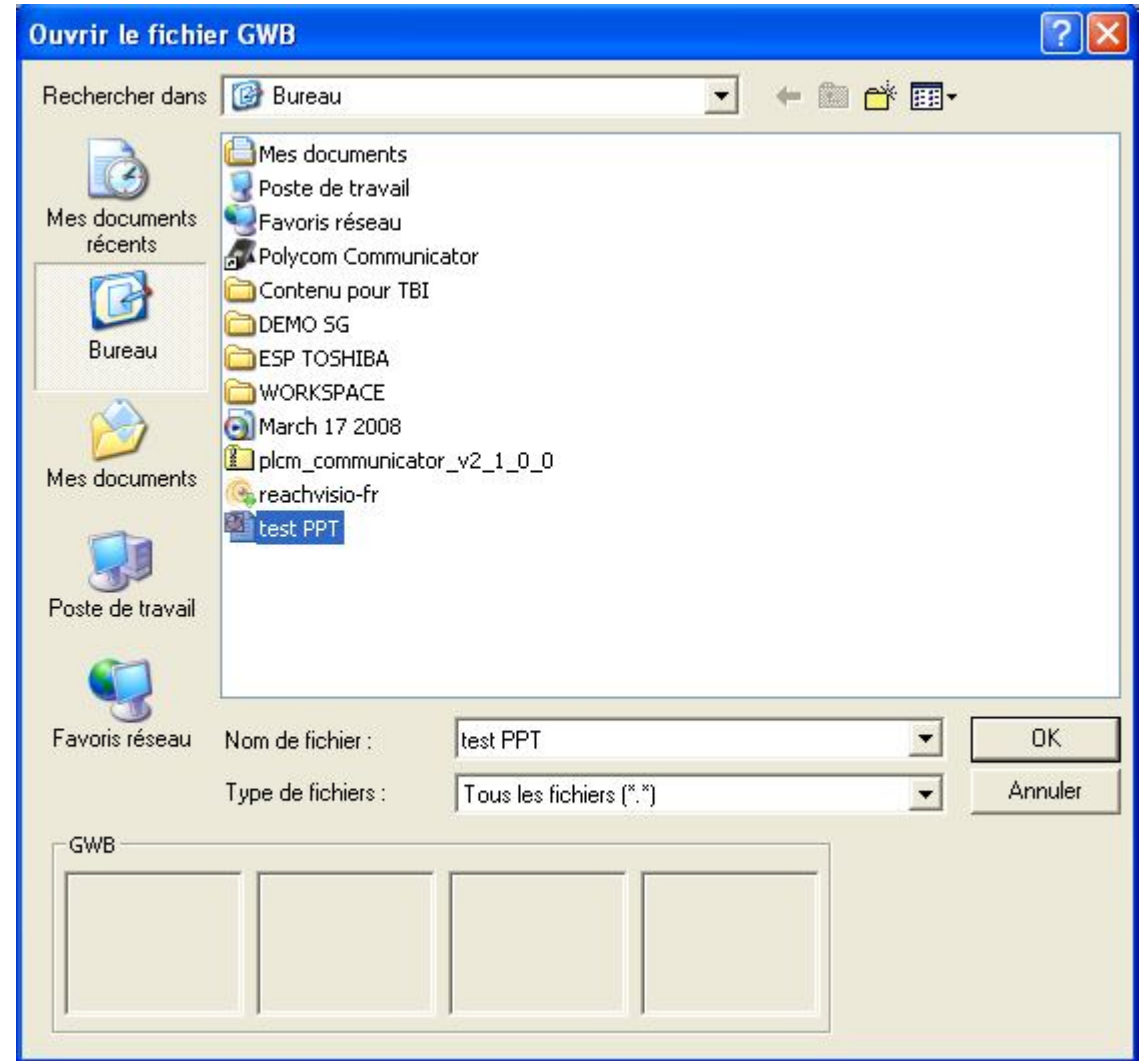 Ouvrir le fichier GWB
Rechercher dans
Bureau
Mes documents récents
Bureau
Mes documents
Poste de travail
Favoris réseau
Mes documents
Poste de travail
Favoris réseau
Polycom Communicator
Contenu pour TBI
DEMO SG
ESP TOSHIBA
WORKSPACE
March 17 2008
plcm_communicator_v2_1_0_0
reachvisio-fr
test PPT
Nom de fichier :
test PPT
OK
Type de fichiers :
Tous les fichiers (*.*)
Annuler
GWB